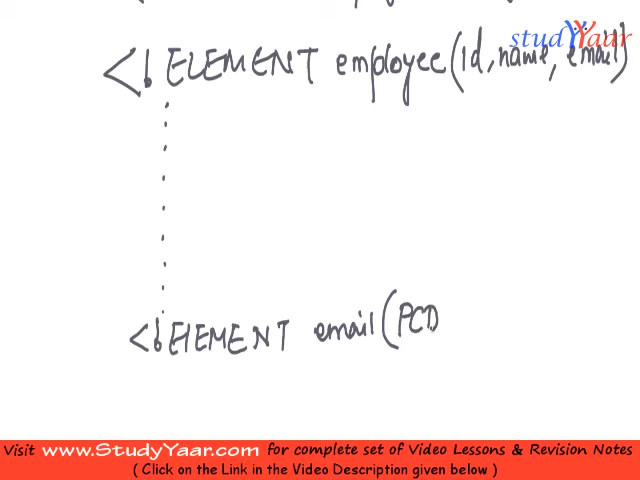 studYYaar
<! ELEMENT employee (id, name, email)
<! ElEMENT email (PCD
Visit www.StudyYaar.com for complete set of Video Lessons & Revision Notes
( Click on the Link in the Video Description given below )